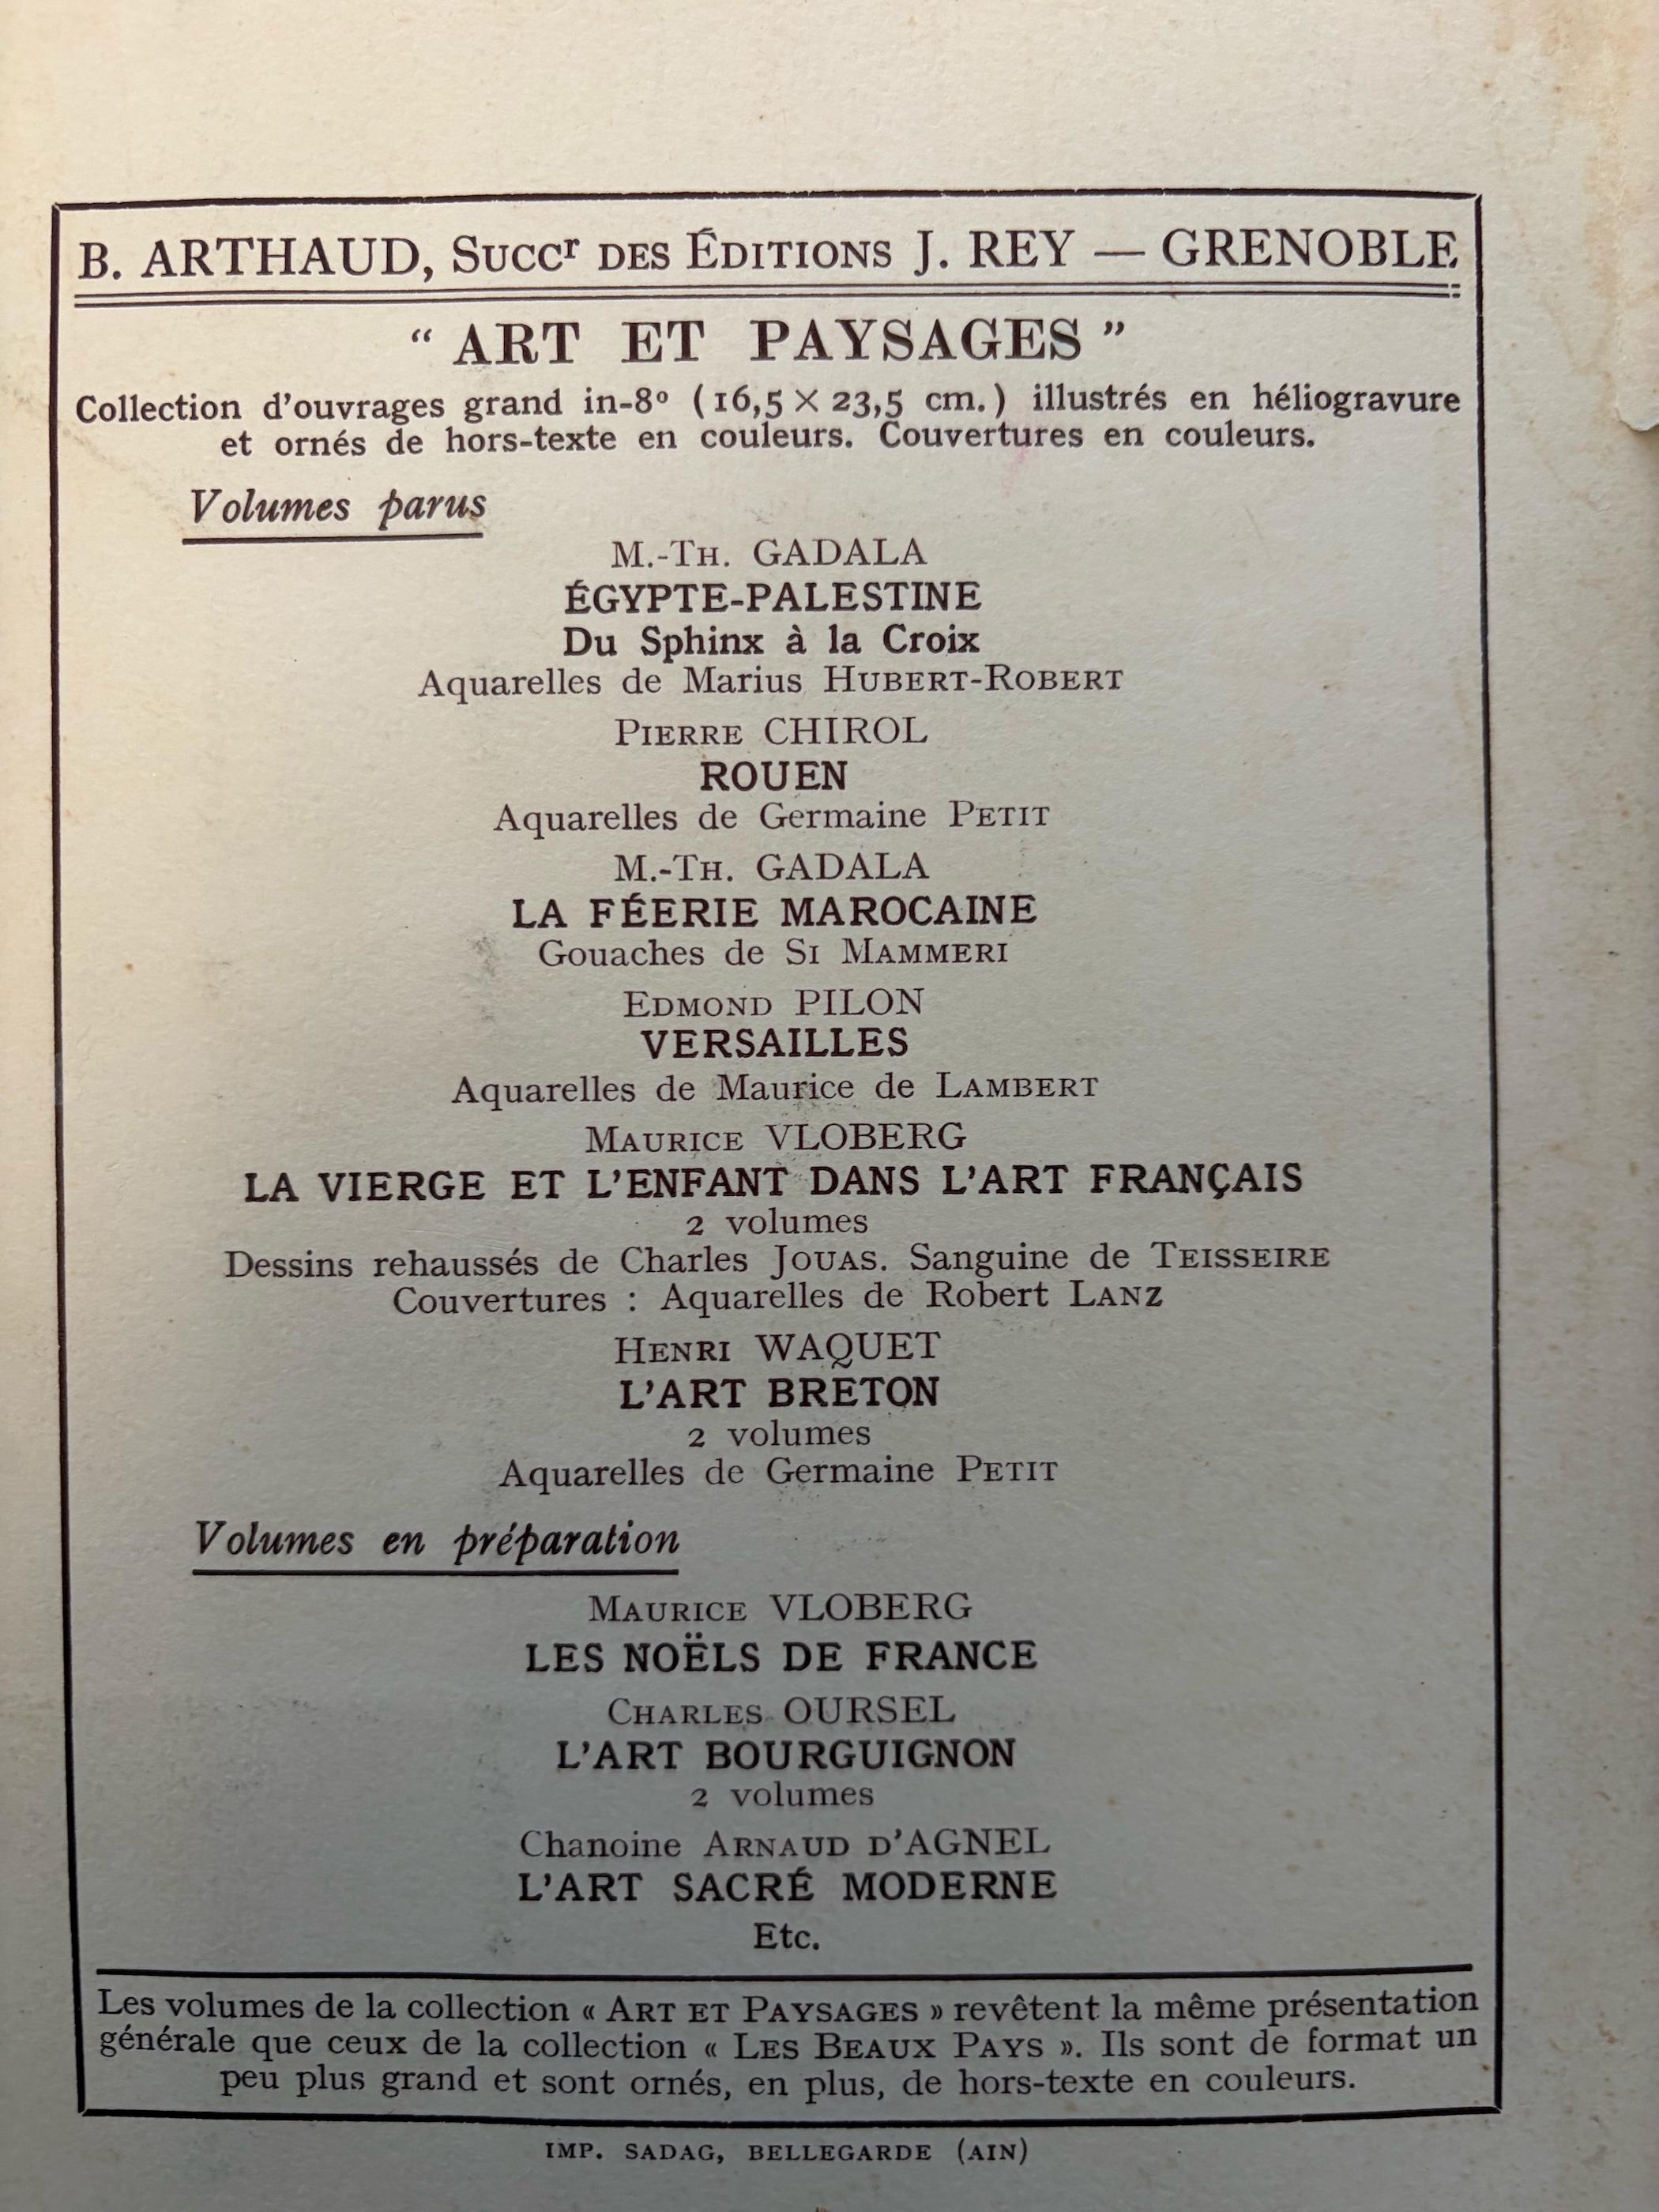 B. ARTHAUD, Succr des Éditions J. REY — GRENOBLE
“ ART ET PAYSAGES ”
Collection d'ouvrages grand in-8o (16,5 × 23,5 cm.) illustrés en héliogravure
et ornés de hors-texte en couleurs. Couvertures en couleurs.
Volumes parus
M.-Th. GADALA
ÉGYPTE-PALESTINE
Du Sphinx à la Croix
Aquarelles de Marius Hubert-Robert
Pierre CHIROL
ROUEN
Aquarelles de Germaine Petit
M.-Th. GADALA
LA FÉERIE MAROCAINE
Gouaches de Si Mammeri
Edmond PILON
VERSAILLES
Aquarelles de Maurice de Lambert
Maurice VLOBERG
LA VIERGE ET L'ENFANT DANS L'ART FRANÇAIS
2 volumes
Dessins rehaussés de Charles Jouas. Sanguine de Teisseire
Couvertures : Aquarelles de Robert Lanz
Henri WAQUET
L'ART BRETON
2 volumes
Aquarelles de Germaine Petit
Volumes en préparation
Maurice VLOBERG
LES NOËLS DE FRANCE
Charles OURSEL
L'ART BOURGUIGNON
2 volumes
Chanoine Arnaud d'AGNEL
L'ART SACRÉ MODERNE
Etc.
Les volumes de la collection « Art et Paysages » revêtent la même présentation
générale que ceux de la collection « Les Beaux Pays ». Ils sont de format un
peu plus grand et sont ornés, en plus, de hors-texte en couleurs.
IMP. SADAG, BELLEGARDE (AIN)